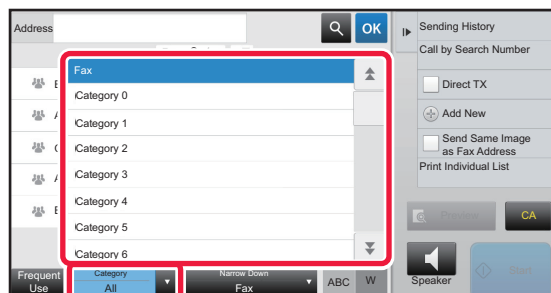 Address
OK
Sending History
Call by Search Number
Fax
Category 0
Category 1
Category 2
Category 3
Category 4
Category 5
Category 6
Direct TX
Add New
Send Same Image
as Fax Address
Print Individual List
Preview
CA
Frequent
Use
Category
All
Narrow Down
Fax
ABC
W
Speaker
Start